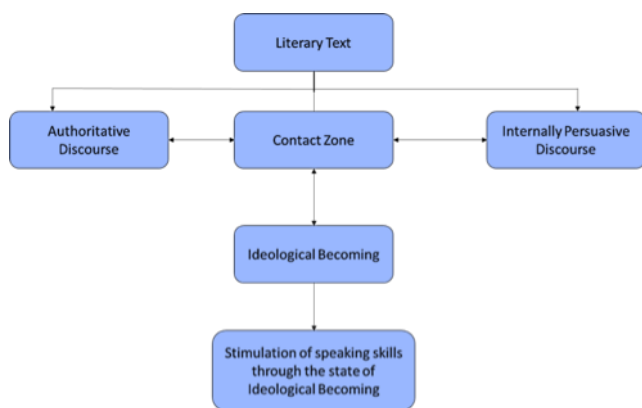 Literary Text
Authoritative
Discourse
Contact Zone
Internally Persuasive
Discourse
Ideological Becoming
Stimulation of speaking skills
through the state of
Ideological Becoming